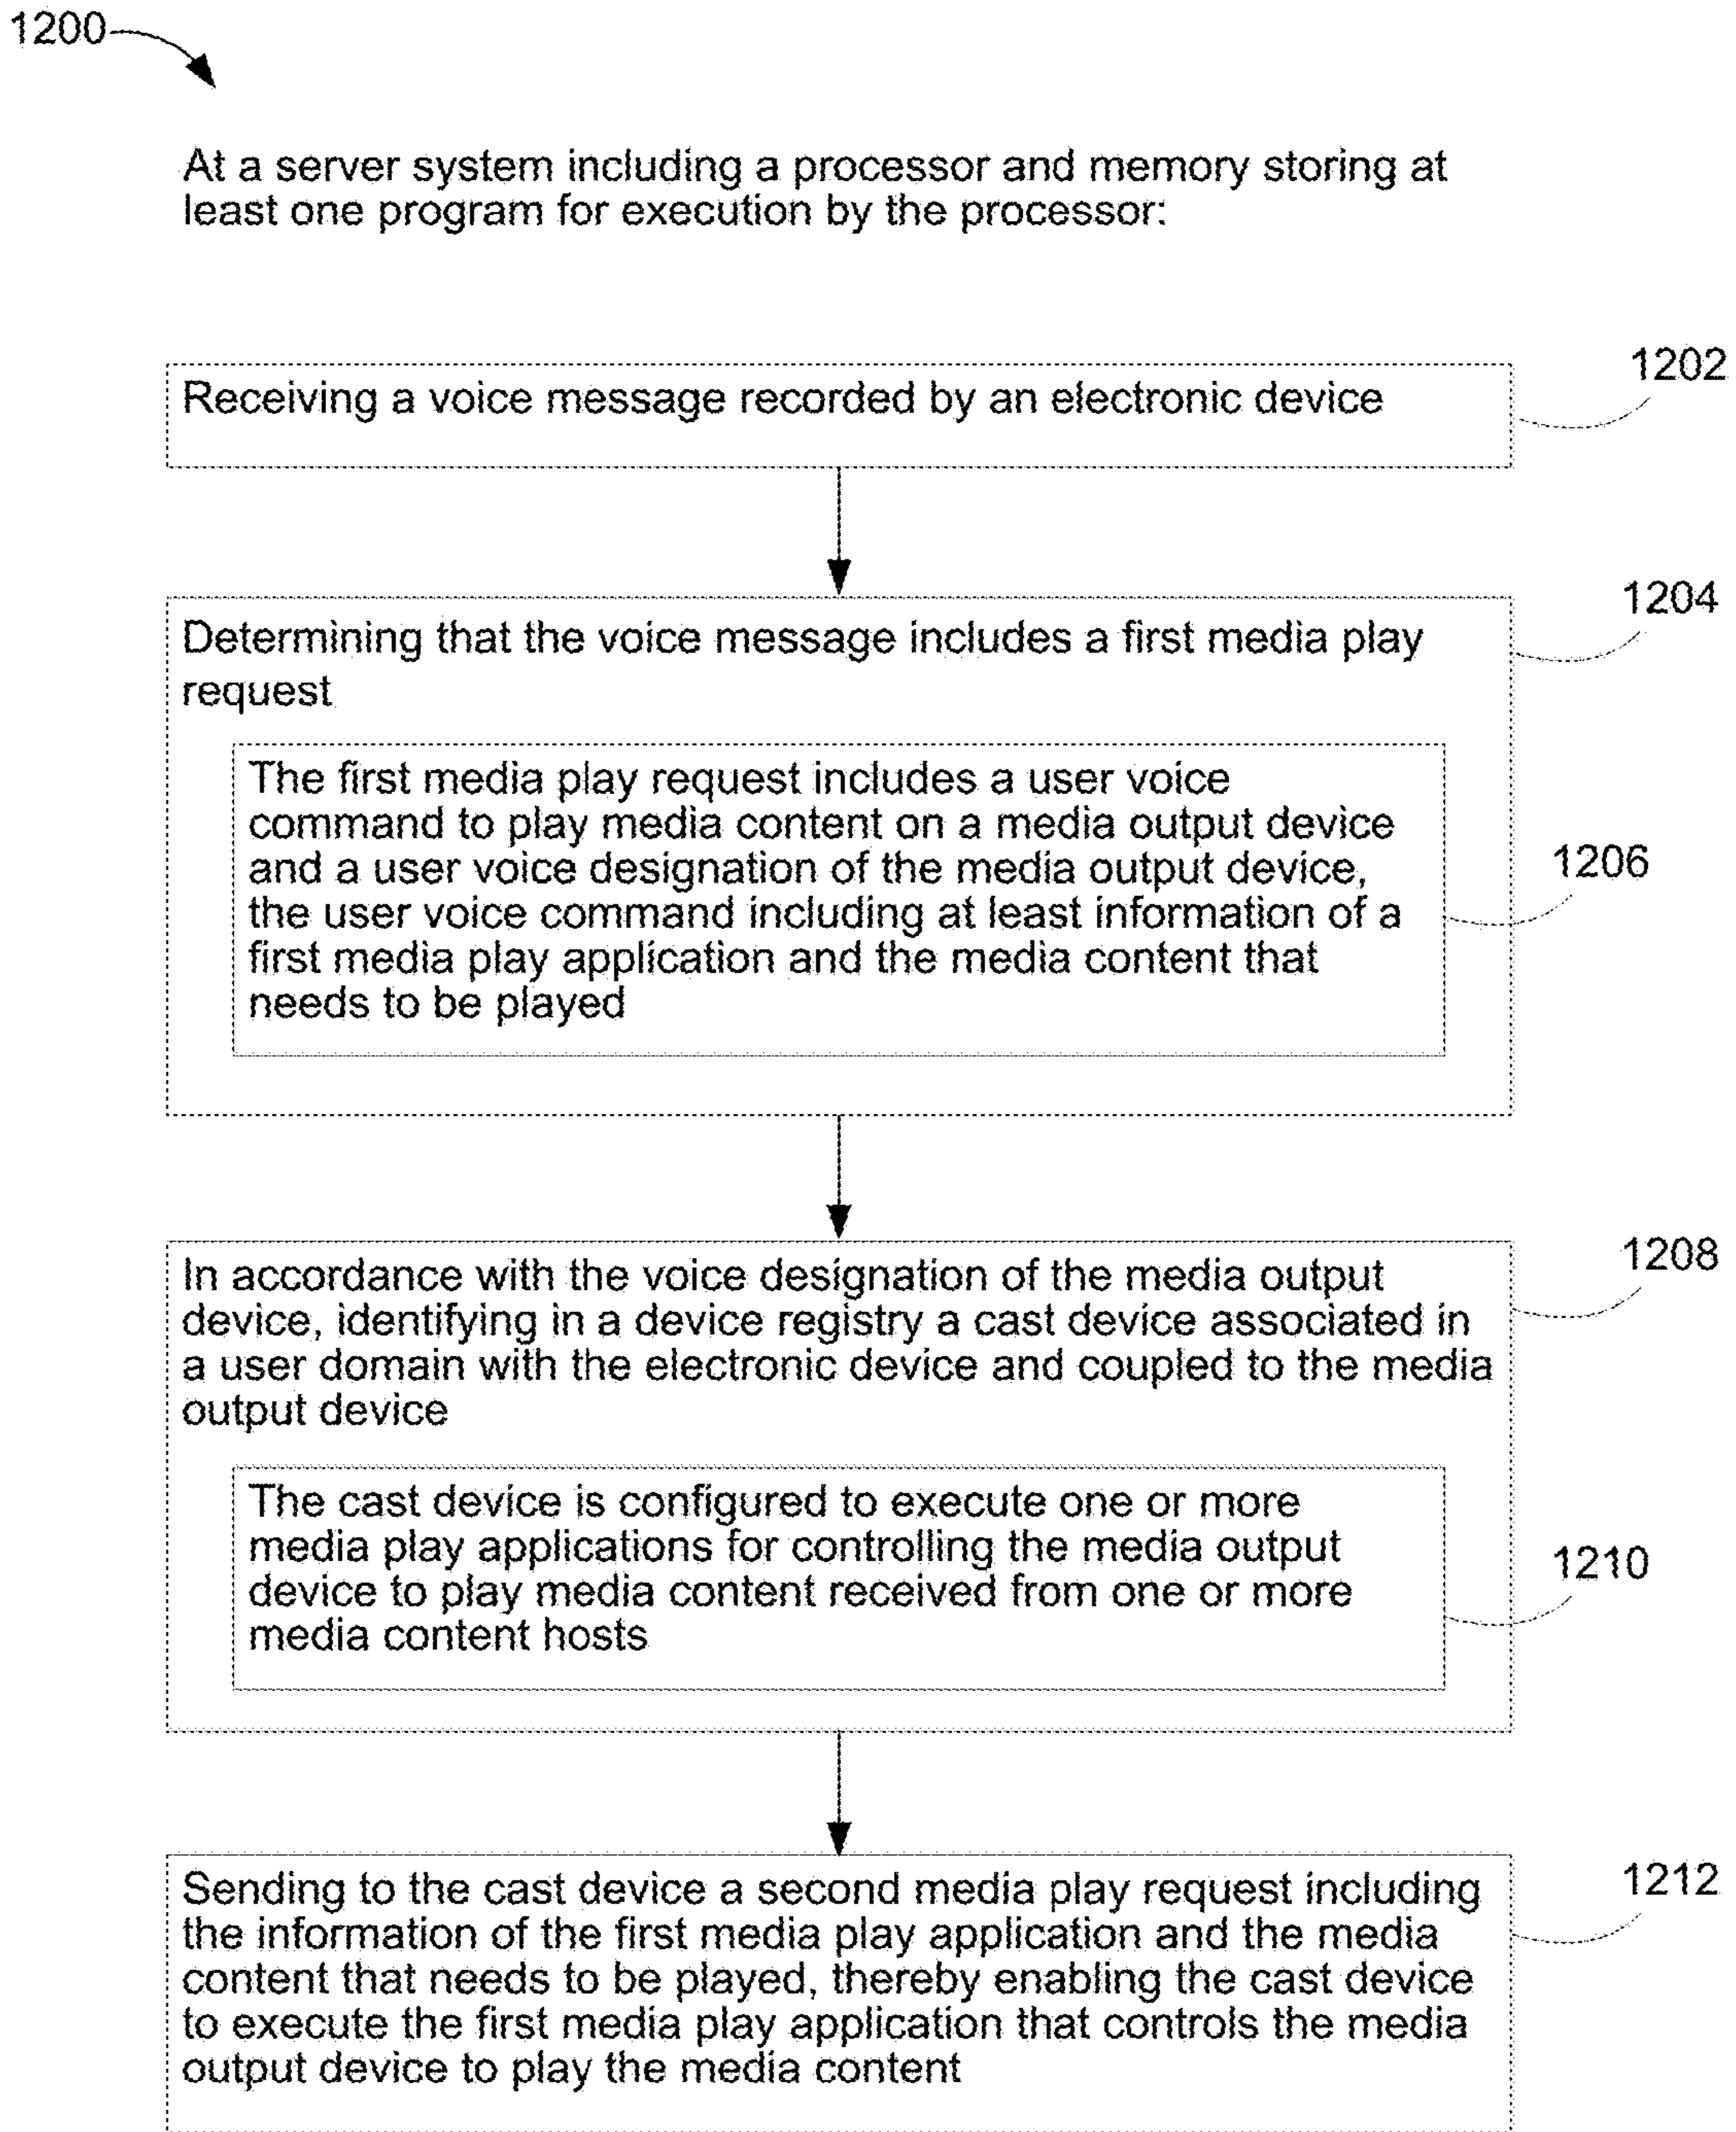 1200
At a server system including a processor and memory storing at
least one program for execution by the processor:
Receiving a voice message recorded by an electronic device
1202
Determining that the voice message includes a first media play
request
1204
The first media play request includes a user voice
command to play media content on a media output device
and a user voice designation of the media output device,
the user voice command including at least information of a
first media play application and the media content that
needs to be played
1206
In accordance with the voice designation of the media output
device, identifying in a device registry a cast device associated in
a user domain with the electronic device and coupled to the media
output device
1208
The cast device is configured to execute one or more
media play applications for controlling the media output
device to play media content received from one or more
media content hosts
1210
Sending to the cast device a second media play request including
the information of the first media play application and the media
content that needs to be played, thereby enabling the cast device
to execute the first media play application that controls the media
output device to play the media content
1212